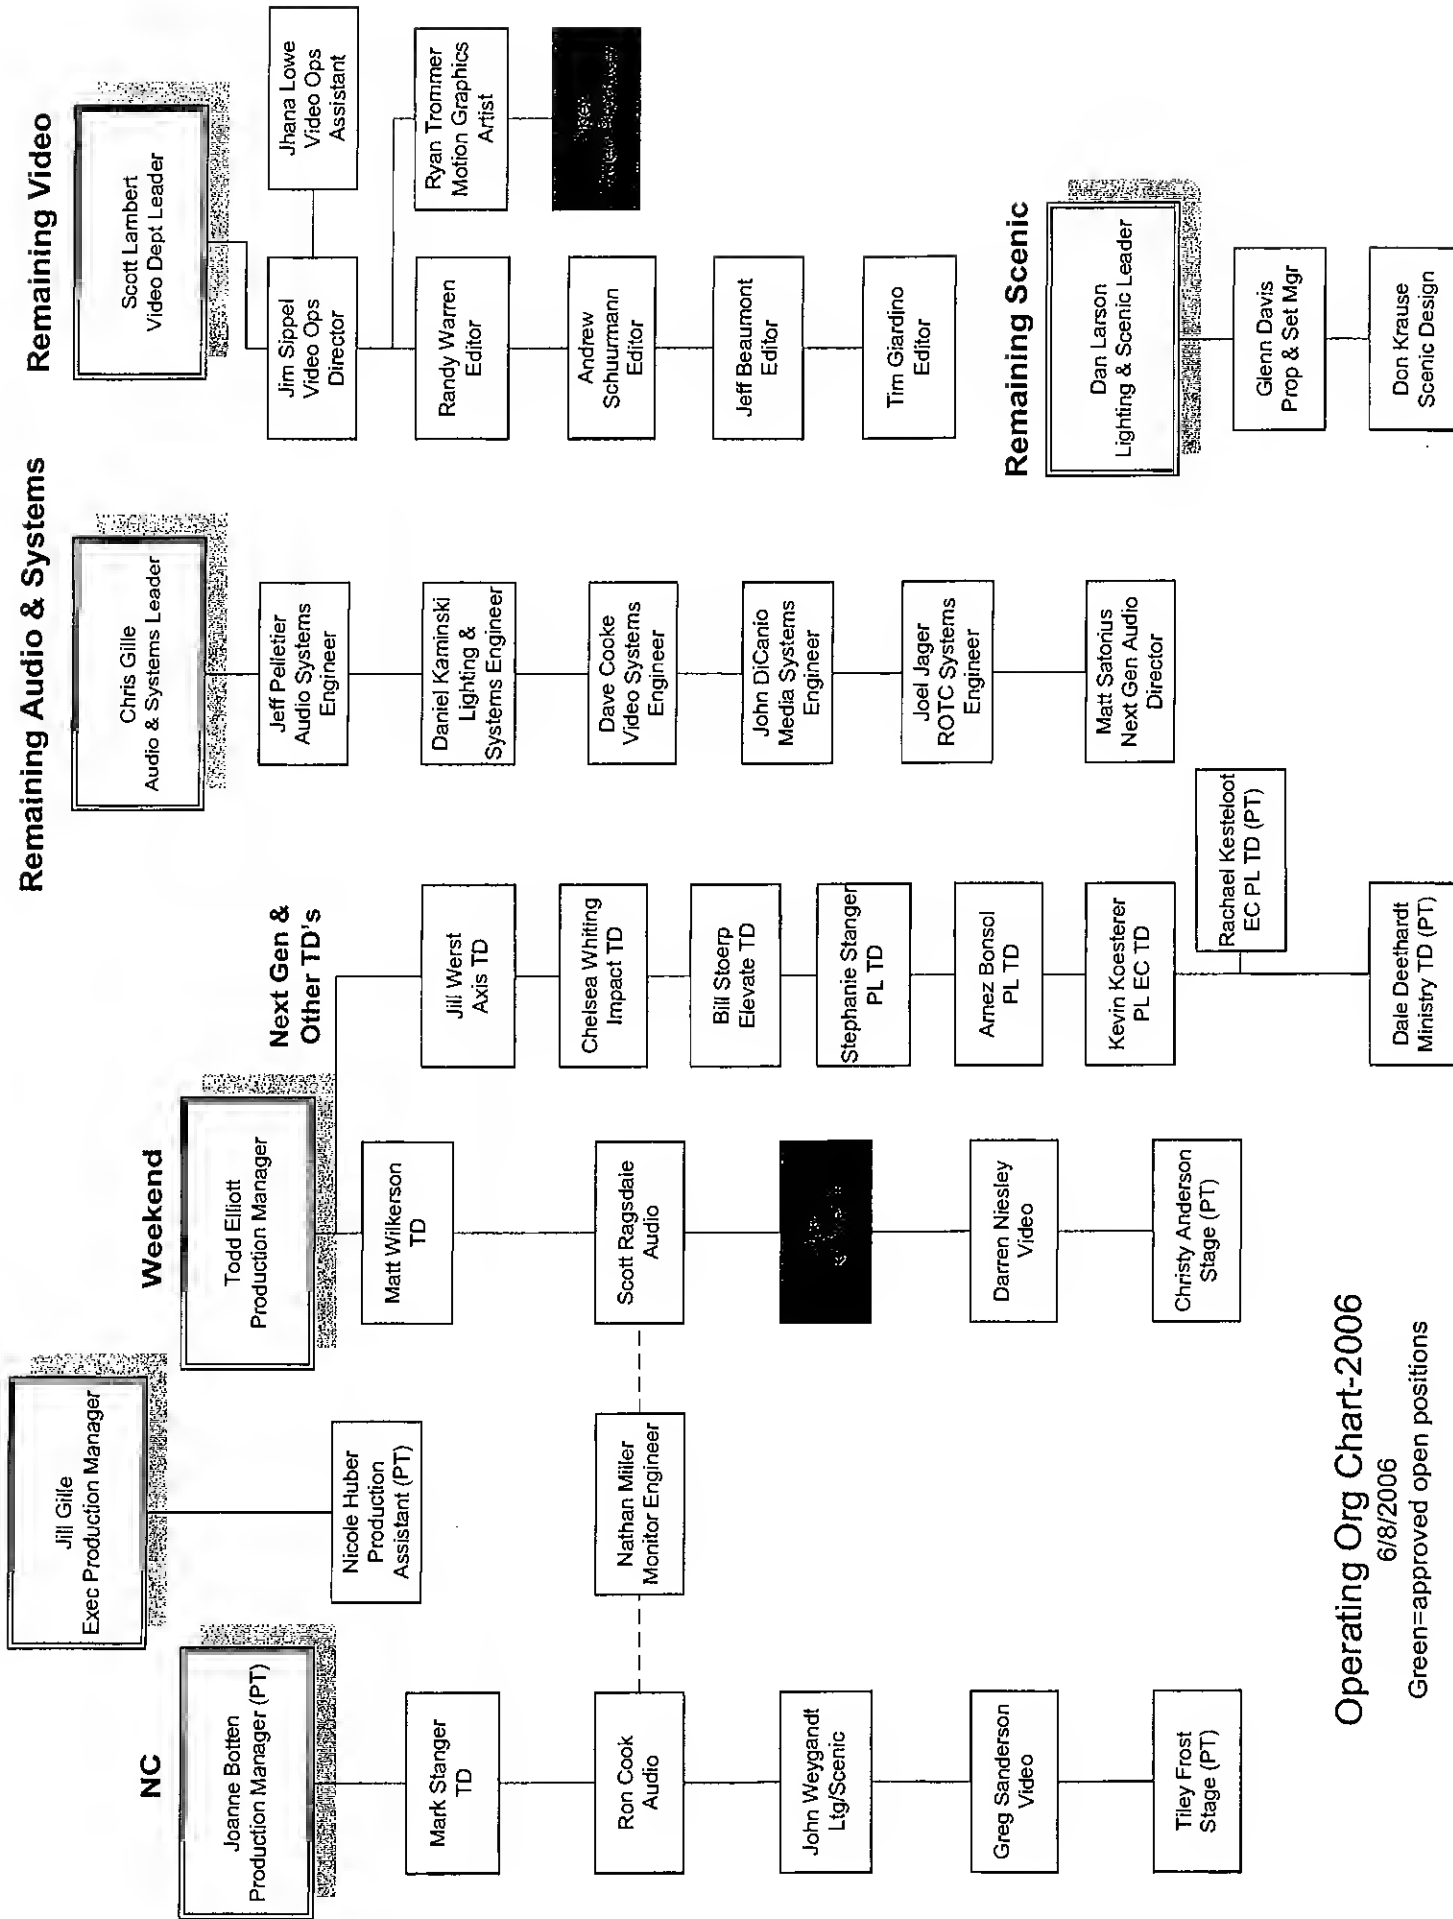 Jill Gille
Exec Production Manager
Nicole Huber
Production
Assistant (PT)
NC
Joanne Botten
Production Manager (PT)
Mark Stanger
TD
Ron Cook
Audio
John Weygandt
Ltg/Scenic
Greg Sanderson
Video
Tiley Frost
Stage (PT)
Nathan Miller
Monitor Engineer
Weekend
Todd Elliott
Production Manager
Matt Wilkerson
TD
Scott Ragsdale
Audio
Darren Niesley
Video
Christy Anderson
Stage (PT)
Next Gen &
Other TD's
Jill Werst
Axis TD
Chelsea Whiting
Impact TD
Bill Stoerp
Elevate TD
Stephanie Stanger
PL TD
Arnez Bonsol
PL TD
Kevin Koesterer
PL EC TD
Rachael Kesteloot
EC PL TD (PT)
Dale Deethardt
Ministry TD (PT)
Remaining Audio & Systems
Chris Gille
Audio & Systems Leader
Jeff Pelletier
Audio Systems
Engineer
Daniel Kaminski
Lighting &
Systems Engineer
Dave Cooke
Video Systems
Engineer
John DiCanio
Media Systems
Engineer
Joel Jager
ROTC Systems
Engineer
Matt Satorius
Next Gen Audio
Director
Remaining Video
Scott Lambert
Video Dept Leader
Jim Sippel
Video Ops
Director
Jhana Lowe
Video Ops
Assistant
Randy Warren
Editor
Ryan Trommer
Motion Graphics
Artist
Andrew
Schuurmann
Editor
Jeff Beaumont
Editor
Tim Giardino
Editor
Remaining Scenic
Dan Larson
Lighting & Scenic Leader
Glenn Davis
Prop & Set Mgr
Don Krause
Scenic Design
Operating Org Chart-2006
6/8/2006
Green=approved open positions